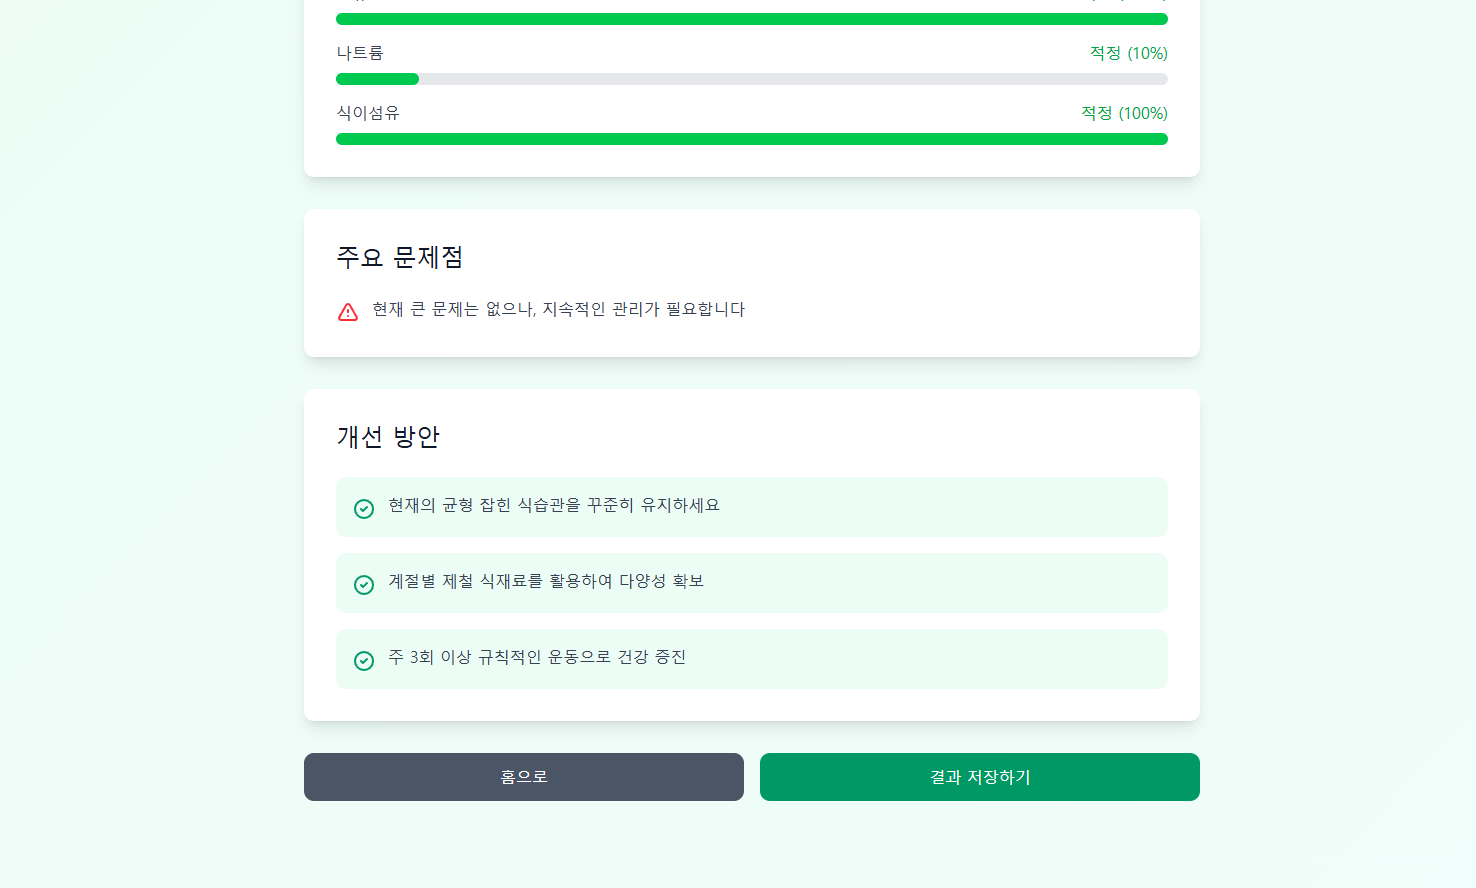 나트륨
적정 (10%)
식이섬유
적정 (100%)
주요 문제점
현재 큰 문제는 없으나, 지속적인 관리가 필요합니다
개선 방안
현재의 균형 잡힌 식습관을 꾸준히 유지하세요
계절별 제철 식재료를 활용하여 다양성 확보
주 3회 이상 규칙적인 운동으로 건강 증진
홈으로
결과 저장하기